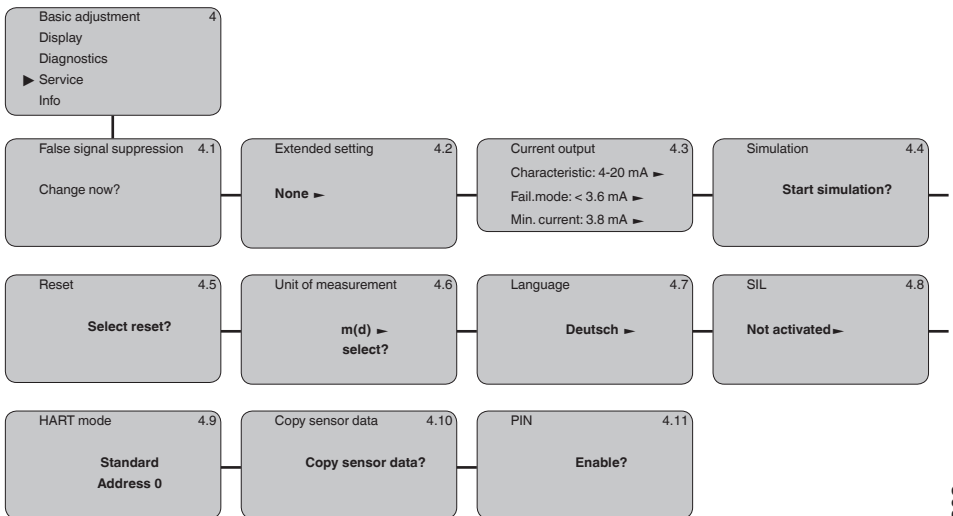 Basic adjustment 4
Display
Diagnostics
▶ Service
Info
False signal suppression 4.1
Change now?
Extended setting 4.2
None ►
Current output 4.3
Characteristic: 4-20 mA ►
Fail.mode: < 3.6 mA ►
Min. current: 3.8 mA ►
Simulation 4.4
Start simulation?
Reset 4.5
Select reset?
Unit of measurement 4.6
m(d) ►
select?
Language 4.7
Deutsch ►
SIL 4.8
Not activated ►
HART mode 4.9
Standard
Address 0
Copy sensor data 4.10
Copy sensor data?
PIN 4.11
Enable?